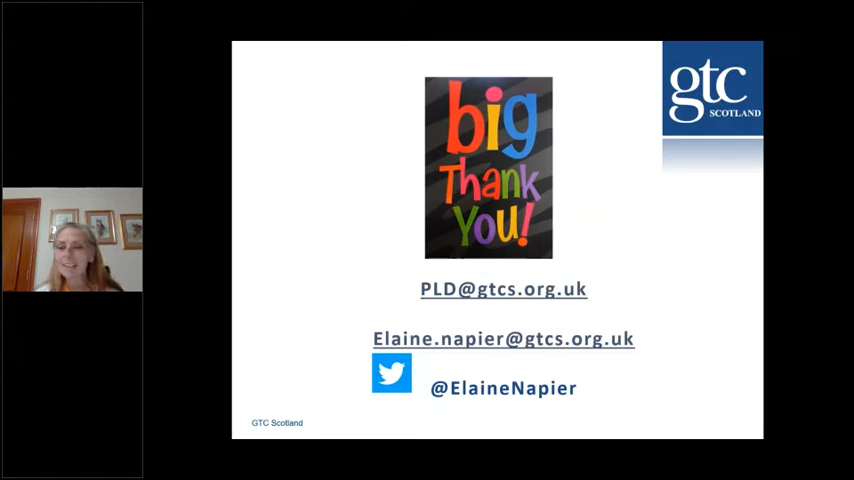 big
Thank
You!
gtc
SCOTLAND
PLD@gtcs.org.uk
Elaine.napier@gtcs.org.uk
@ElaineNapier
GTC Scotland